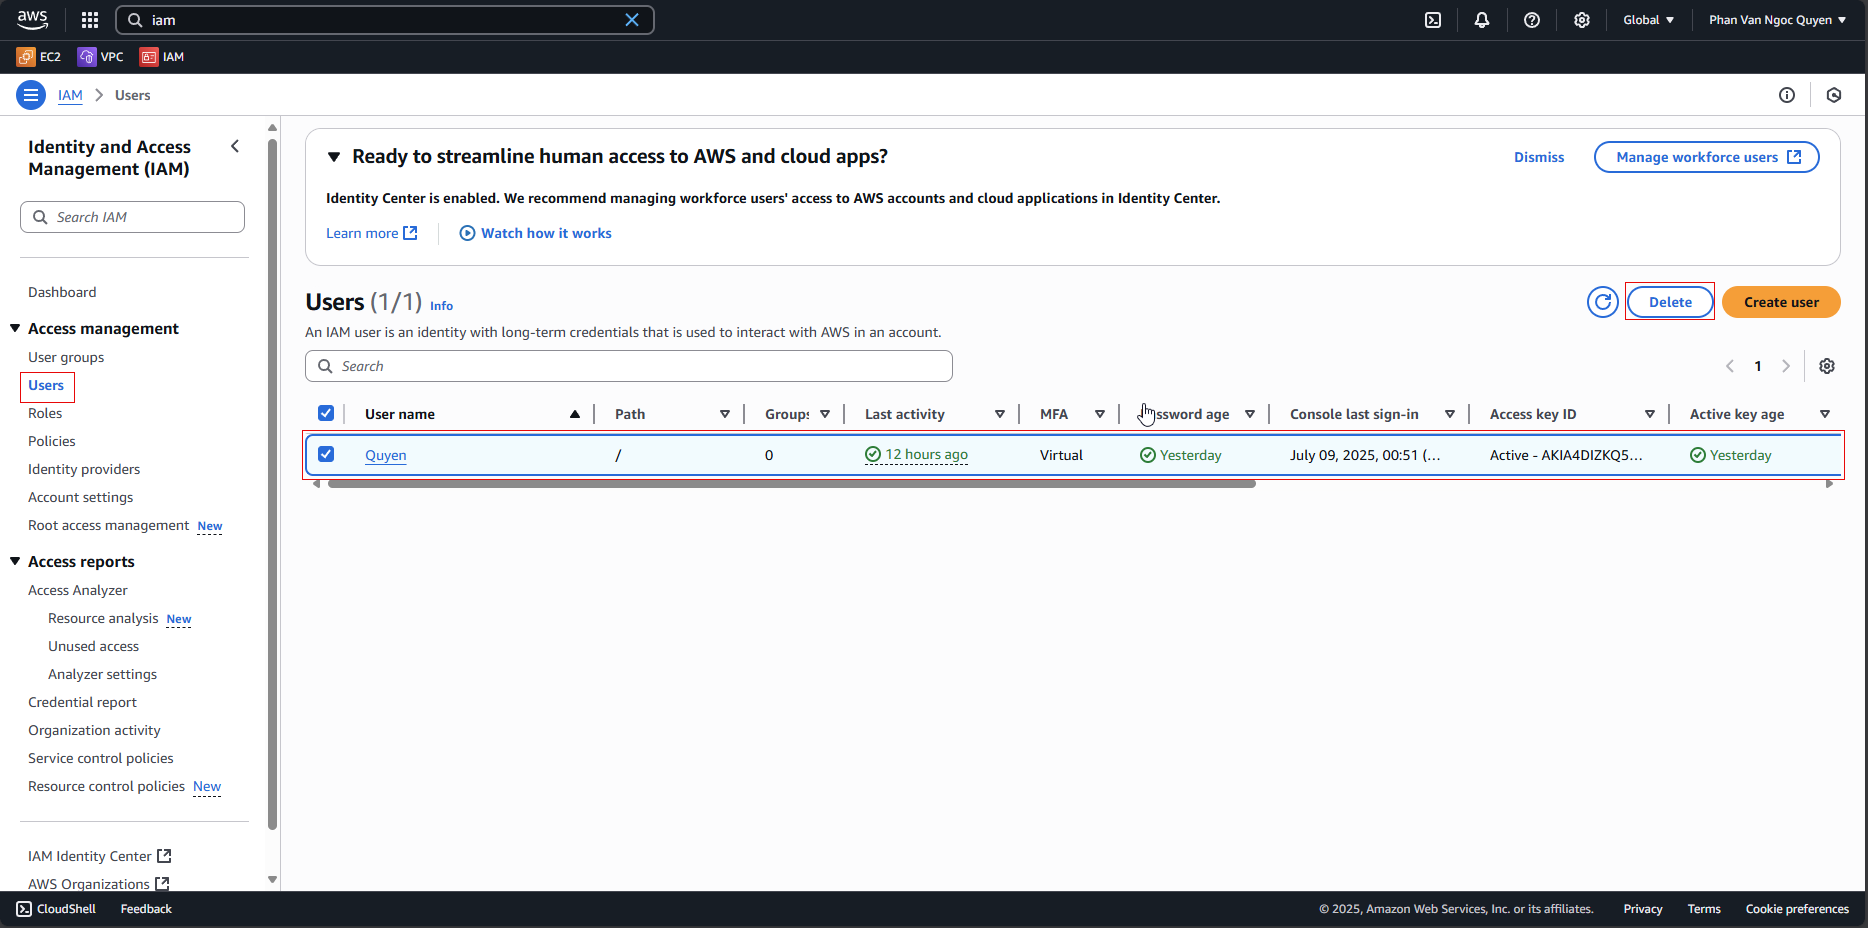 aws
iam
Global
Phan Van Ngoc Quyen
EC2
VPC
IAM
IAM
Users
Identity and Access
Management (IAM)
Search IAM
Dashboard
Access management
User groups
Users
Roles
Policies
Identity providers
Account settings
Root access management New
Access reports
Access Analyzer
Resource analysis New
Unused access
Analyzer settings
Credential report
Organization activity
Service control policies
Resource control policies New
IAM Identity Center
AWS Organizations
Ready to streamline human access to AWS and cloud apps?
Dismiss
Manage workforce users
Identity Center is enabled. We recommend managing workforce users' access to AWS accounts and cloud applications in Identity Center.
Learn more
Watch how it works
Users (1/1) Info
Delete
Create user
An IAM user is an identity with long-term credentials that is used to interact with AWS in an account.
Search
1
User name Path Groups Last activity MFA ssword age Console last sign-in Access key ID Active key age
Quyen / 0 12 hours ago Virtual Yesterday July 09, 2025, 00:51 (... Active - AKIA4DIZKQ5... Yesterday
CloudShell
Feedback
© 2025, Amazon Web Services, Inc. or its affiliates.
Privacy
Terms
Cookie preferences